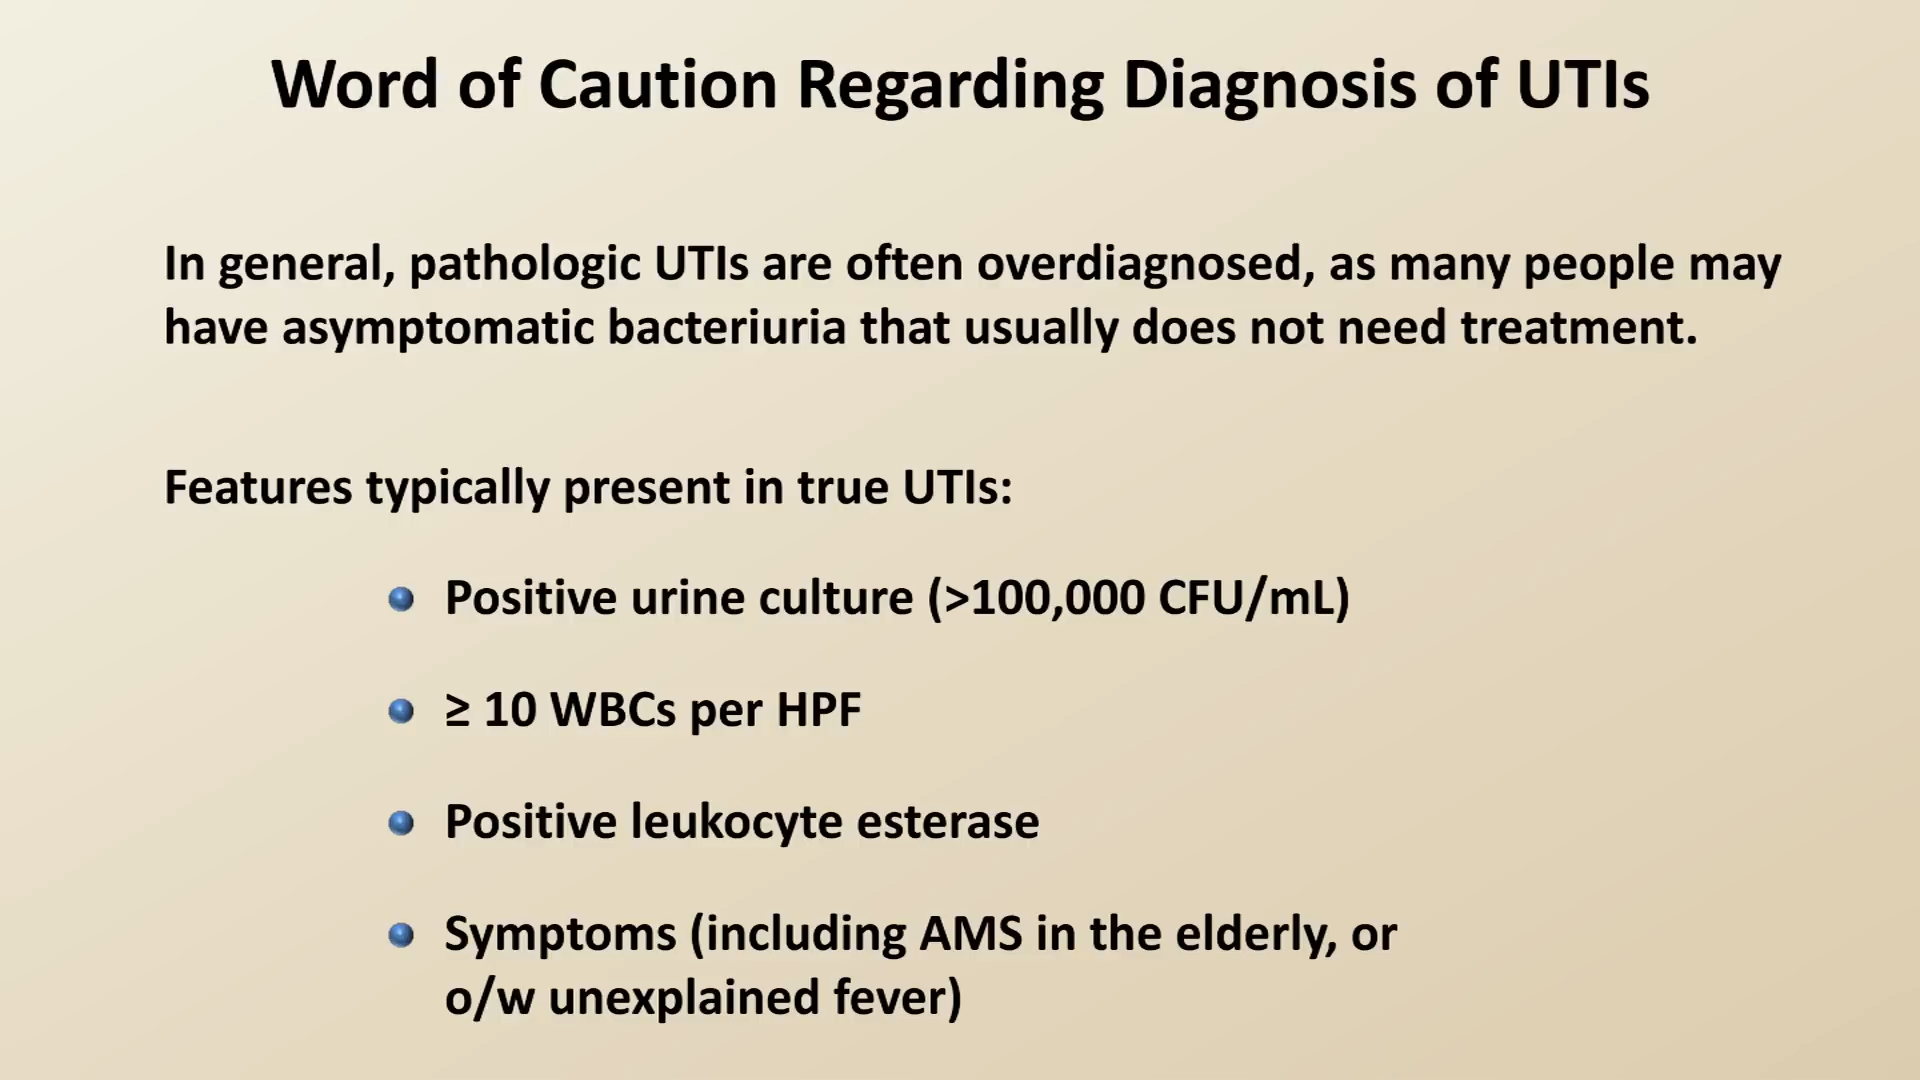 Word of Caution Regarding Diagnosis of UTIs
In general, pathologic UTIs are often overdiagnosed, as many people may
have asymptomatic bacteriuria that usually does not need treatment.
Features typically present in true UTIs:
Positive urine culture (>100,000 CFU/mL)
≥ 10 WBCs per HPF
Positive leukocyte esterase
Symptoms (including AMS in the elderly, or
o/w unexplained fever)